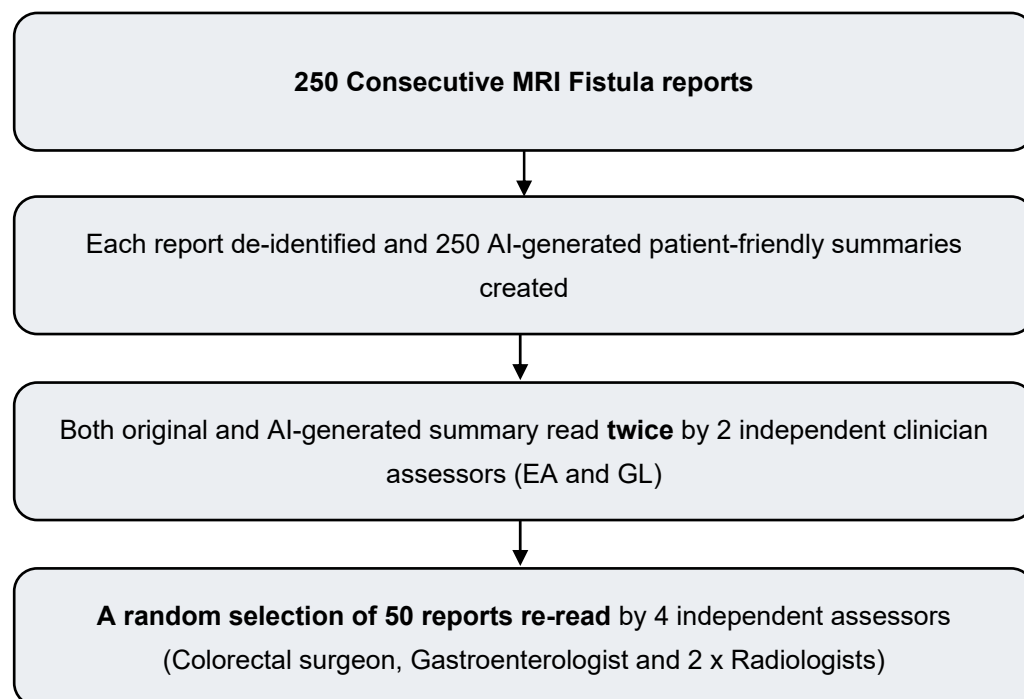 250 Consecutive MRI Fistula reports
Each report de-identified and 250 AI-generated patient-friendly summaries
created
Both original and AI-generated summary read twice by 2 independent clinician
assessors (EA and GL)
A random selection of 50 reports re-read by 4 independent assessors
(Colorectal surgeon, Gastroenterologist and 2 x Radiologists)